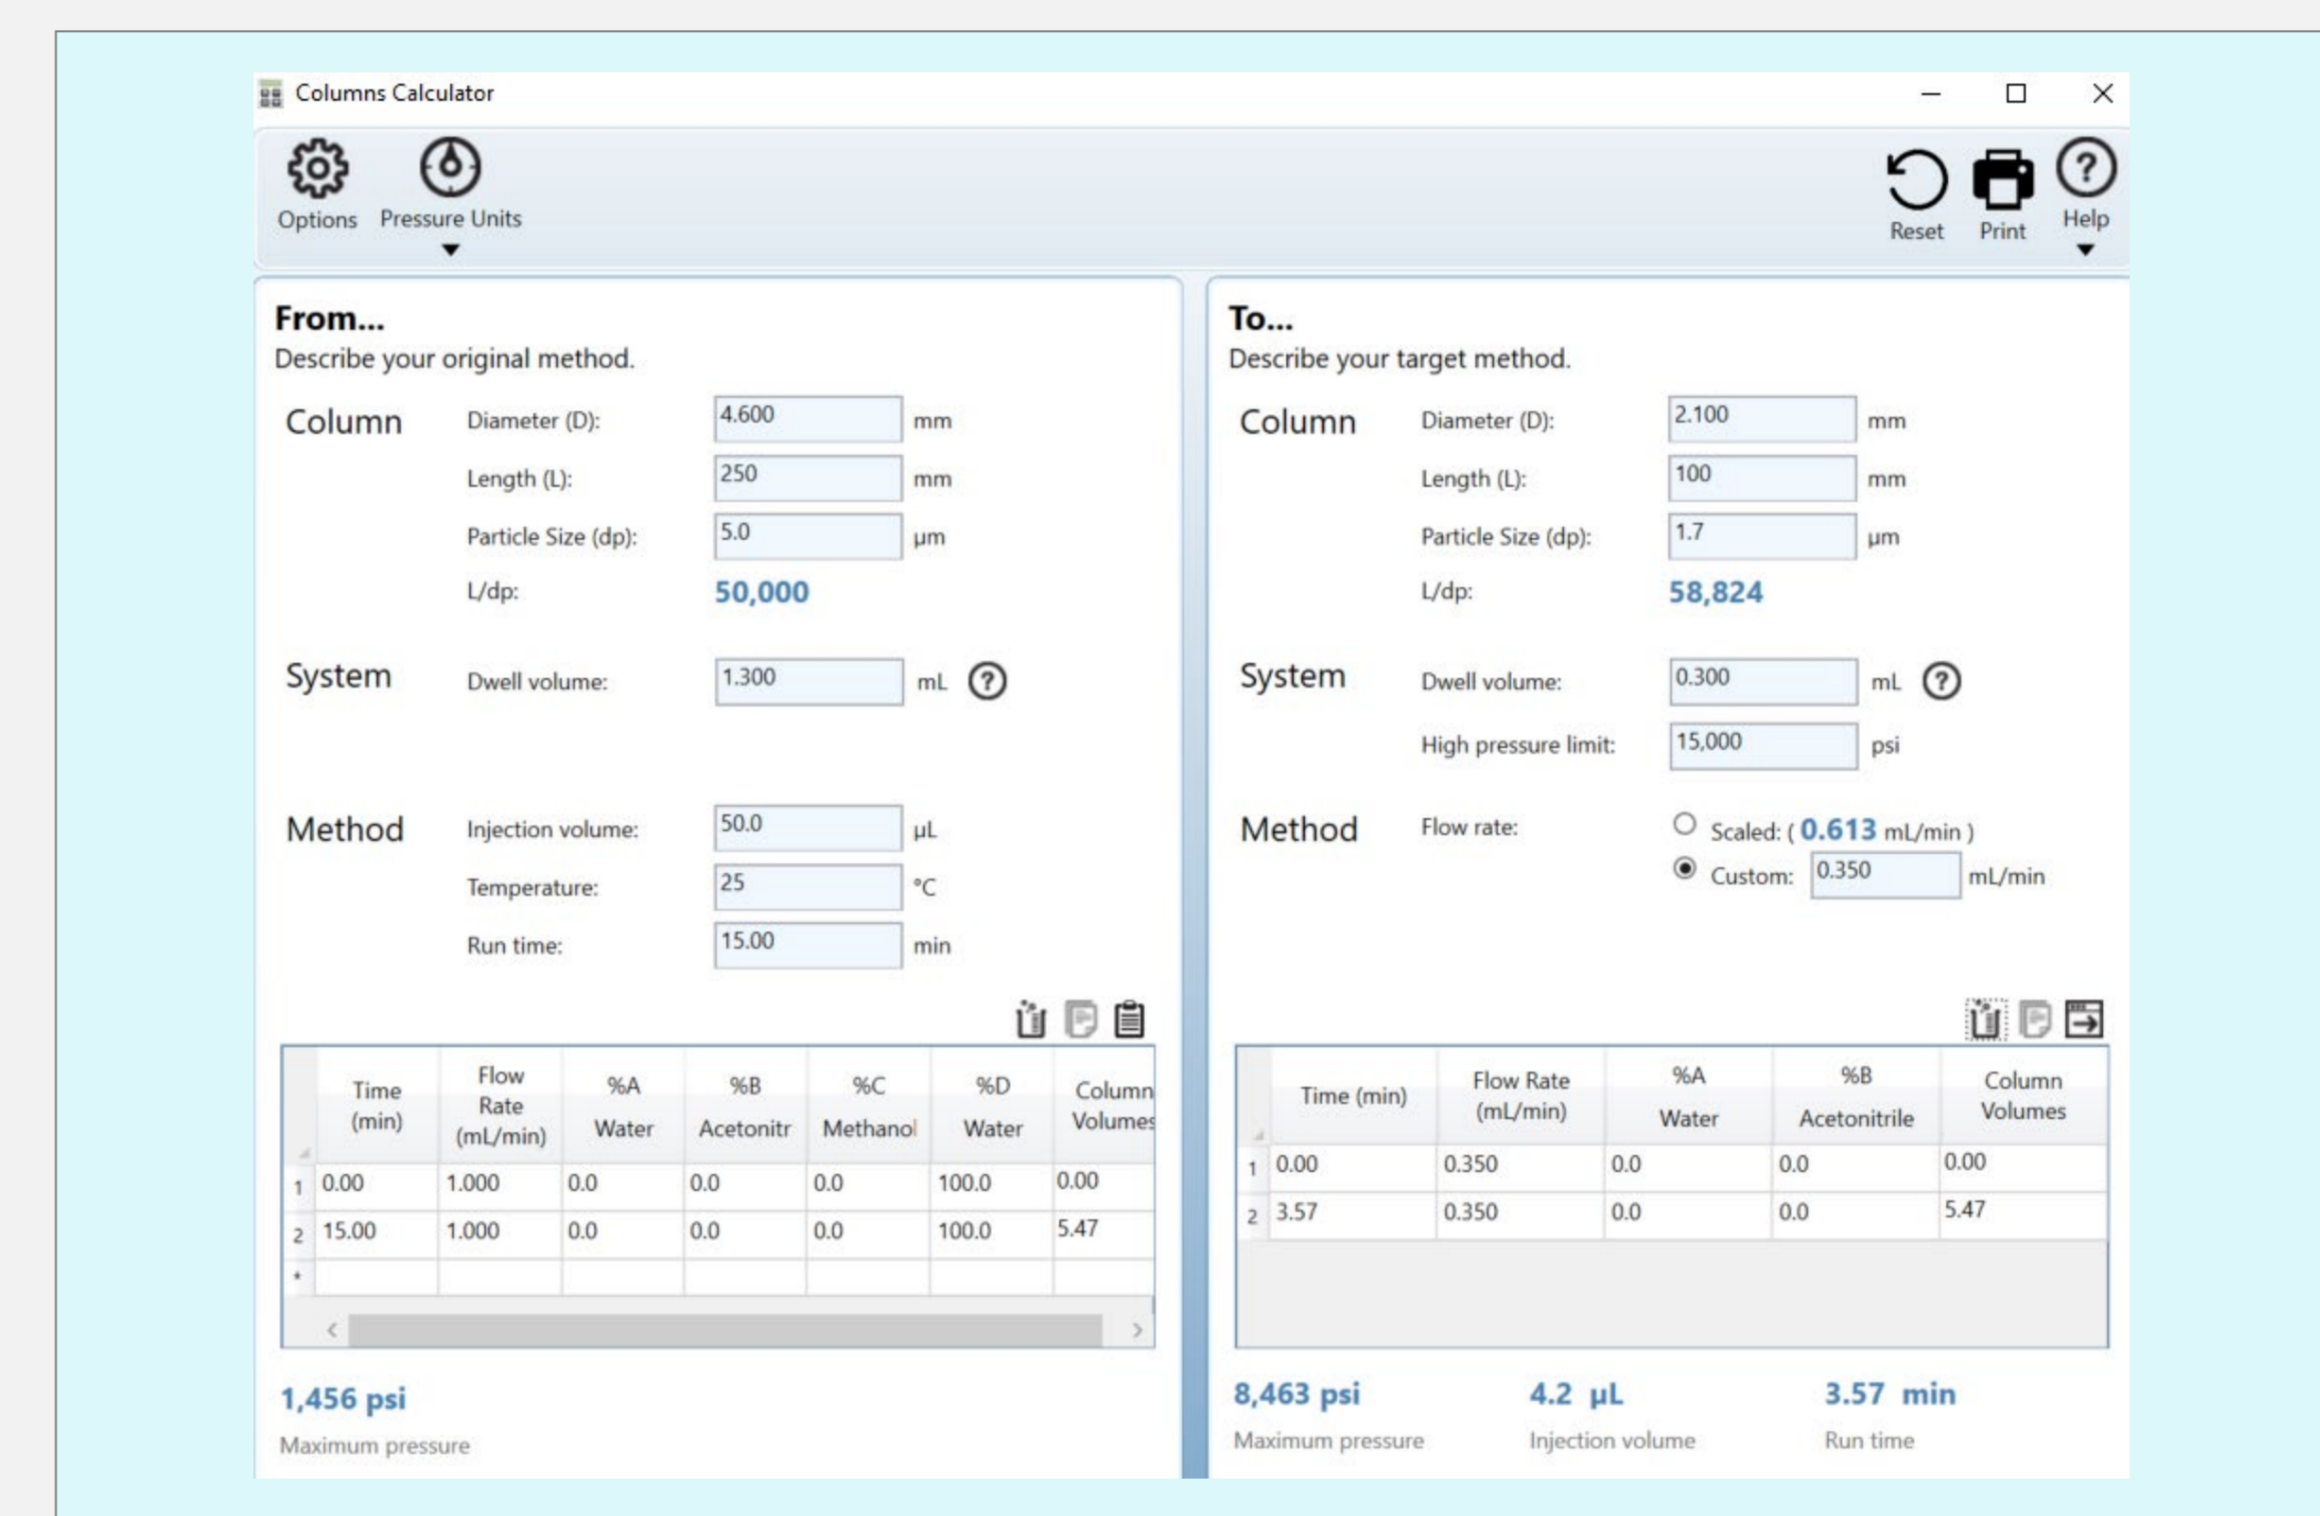 Columns Calculator
Options
Pressure Units
Reset
Print
Help
From...
Describe your original method.
Column
Diameter (D): 4.600 mm
Length (L): 250 mm
Particle Size (dp): 5.0 µm
L/dp: 50,000
System
Dwell volume: 1.300 mL
Method
Injection volume: 50.0 µL
Temperature: 25 °C
Run time: 15.00 min
Time (min) Flow Rate (mL/min) %A Water %B Acetonitr %C Methanol %D Water Column Volumes
1 0.00 1.000 0.0 0.0 0.0 100.0 0.00
2 15.00 1.000 0.0 0.0 0.0 100.0 5.47
*
1,456 psi
Maximum pressure
To...
Describe your target method.
Column
Diameter (D): 2.100 mm
Length (L): 100 mm
Particle Size (dp): 1.7 µm
L/dp: 58,824
System
Dwell volume: 0.300 mL
High pressure limit: 15,000 psi
Method
Flow rate: Scaled: ( 0.613 mL/min )
Custom: 0.350 mL/min
Time (min) Flow Rate (mL/min) %A Water %B Acetonitrile Column Volumes
1 0.00 0.350 0.0 0.0 0.00
2 3.57 0.350 0.0 0.0 5.47
8,463 psi 4.2 µL 3.57 min
Maximum pressure Injection volume Run time